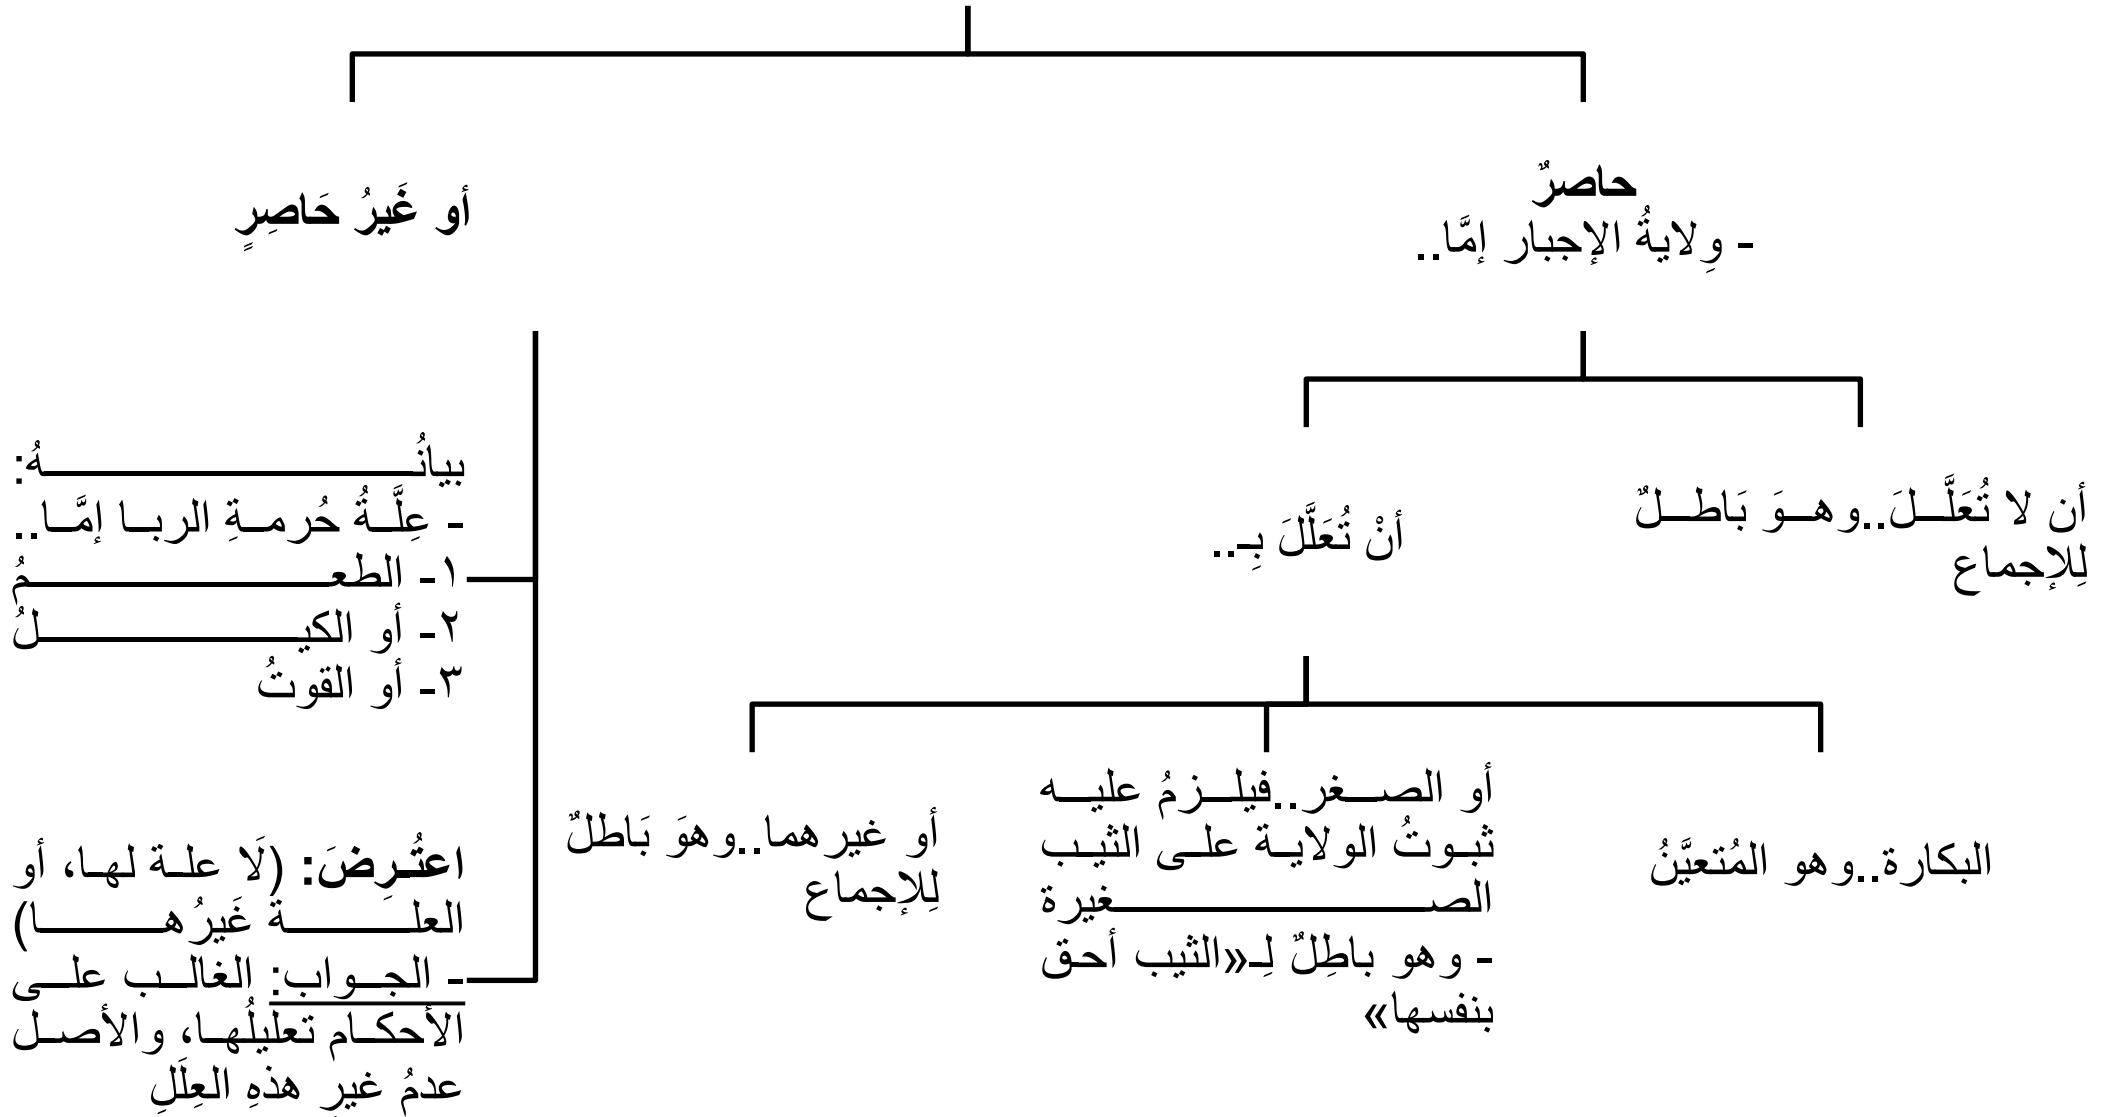 حاصرٌ
- وِلايةُ الإجبار إمَّا..
أن لا تُعَلَّلَ..وهوَ بَاطلٌ
لِلإجماع
أنْ تُعَلَّلَ بِـ..
البكارة..وهو المُتعيَّنُ
أو الصغر..فيلزمُ عليه
ثبوتُ الولاية على الثيب
الصغيرة
- وهو باطِلٌ لِـ«الثيب أحق
بنفسها»
أو غيرهما..وهوَ بَاطلٌ
لِلإجماع
أو غَيرُ حَاصِرٍ
بيانُهُ:
- عِلَّةُ حُرمةِ الربا إمَّا..
١- الطعمُ
٢- أو الكيلُ
٣- أو القوتُ
اعتُرِضَ: (لَا علة لها، أو
العلة غَيرُها)
- الجواب: الغالب على
الأحكام تعليلُها، والأصل
عدمُ غيرِ هذهِ العِلَلِ